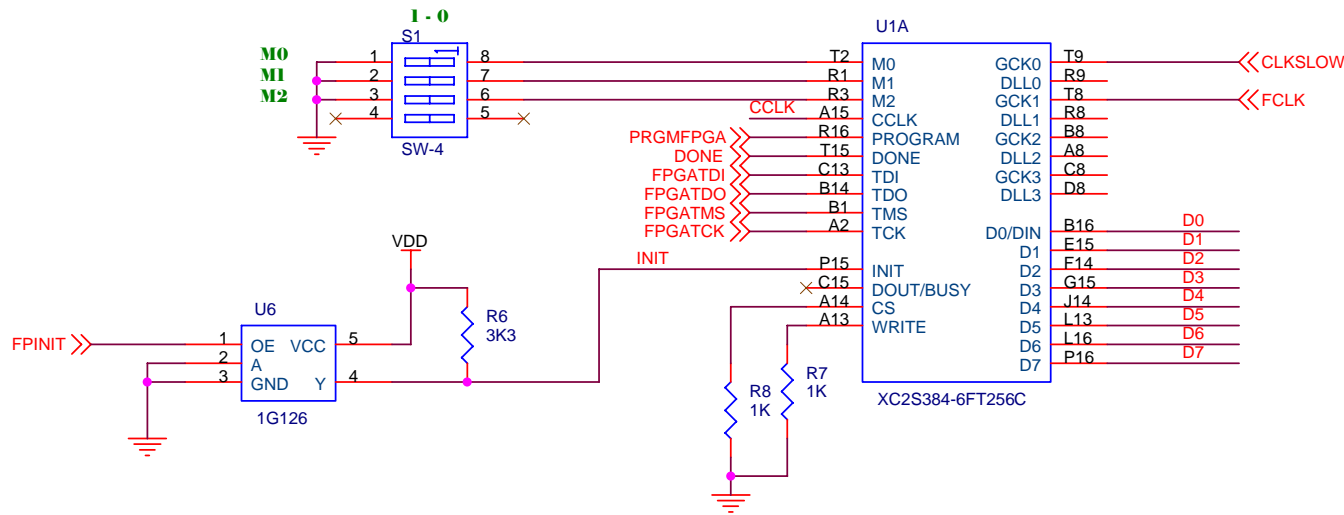 1 - 0
S1
M0
M1
M2
1
2
3
4
8
7
6
5
SW-4
U1A
T2 M0
R1 M1
R3 M2
CCLK A15 CCLK
PRGMFPGA R16 PROGRAM
DONE T15 DONE
FPGATDI C13 TDI
FPGATDO B14 TDO
FPGATMS B1 TMS
FPGATCK A2 TCK
INIT P15 INIT
C15 DOUT/BUSY
A14 CS
A13 WRITE
GCK0 T9 CLKSLOW
DLL0 R9
GCK1 T8 FCLK
DLL1 R8
GCK2 B8
DLL2 A8
GCK3 C8
DLL3 D8
D0/DIN B16 D0
D1 E15 D1
D2 F14 D2
D3 G15 D3
D4 J14 D4
D5 L13 D5
D6 L16 D6
D7 P16 D7
XC2S384-6FT256C
VDD
U6
R6
3K3
FPINIT 1 OE VCC 5
2 A
3 GND Y 4
1G126
R8
1K
R7
1K